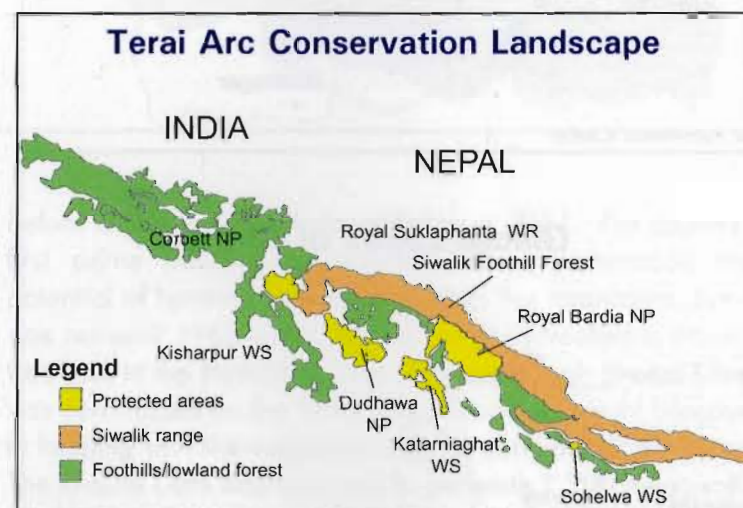 Terai Arc Conservation Landscape
INDIA
NEPAL
Corbett NP
Royal Suklaphanta WR
Siwalik Foothill Forest
Royal Bardia NP
Kisharpur WS
Dudhawa
NP
Katarniaghat
WS
Sohelwa WS
Legend
Protected areas
Siwalik range
Foothills/lowland forest